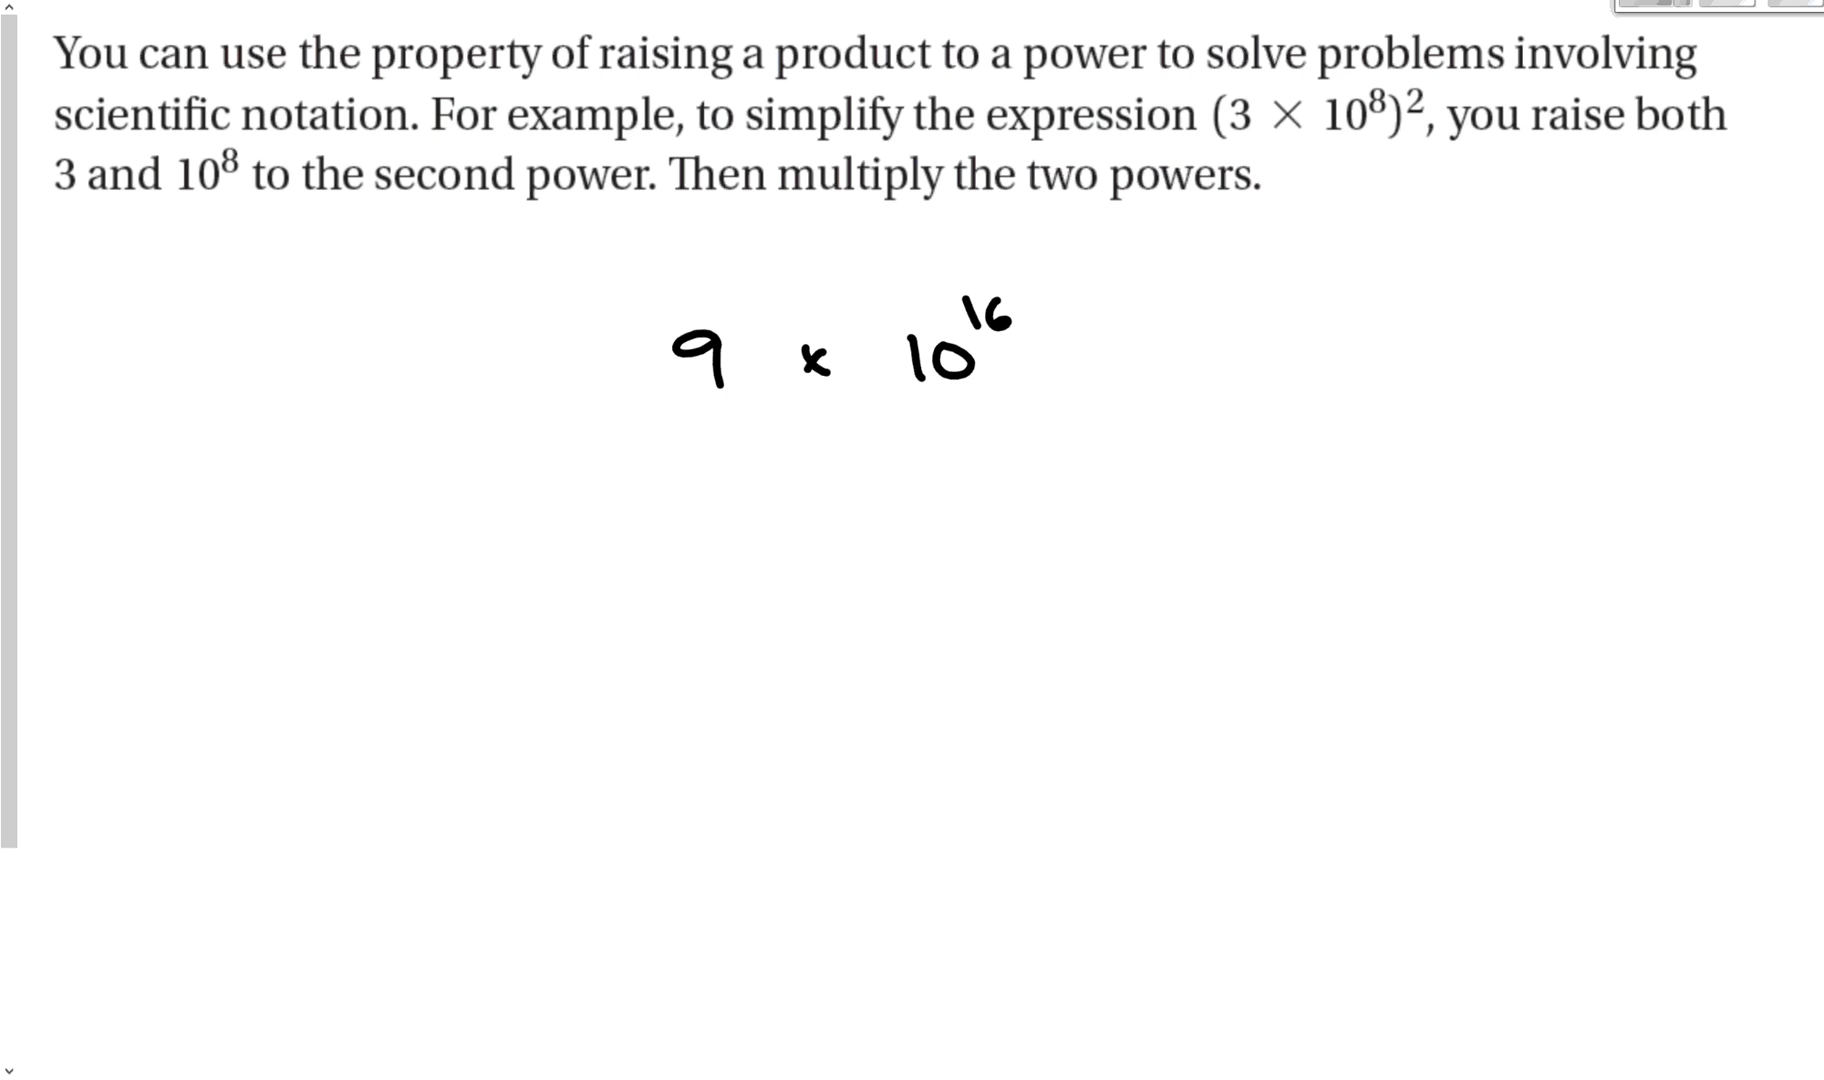 You can use the property of raising a product to a power to solve problems involving
scientific notation. For example, to simplify the expression (3 × 10⁸)², you raise both
3 and 10⁸ to the second power. Then multiply the two powers.
9 x 10¹⁶